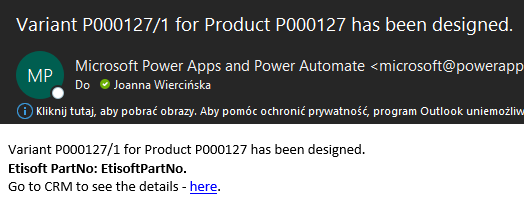 Variant P000127/1 for Product P000127 has been designed.
MP
Microsoft Power Apps and Power Automate <microsoft@powerapp
Do Joanna Wiercińska
Kliknij tutaj, aby pobrać obrazy. Aby pomóc ochronić prywatność, program Outlook uniemożliw
Variant P000127/1 for Product P000127 has been designed.
Etisoft PartNo: EtisoftPartNo.
Go to CRM to see the details - here.